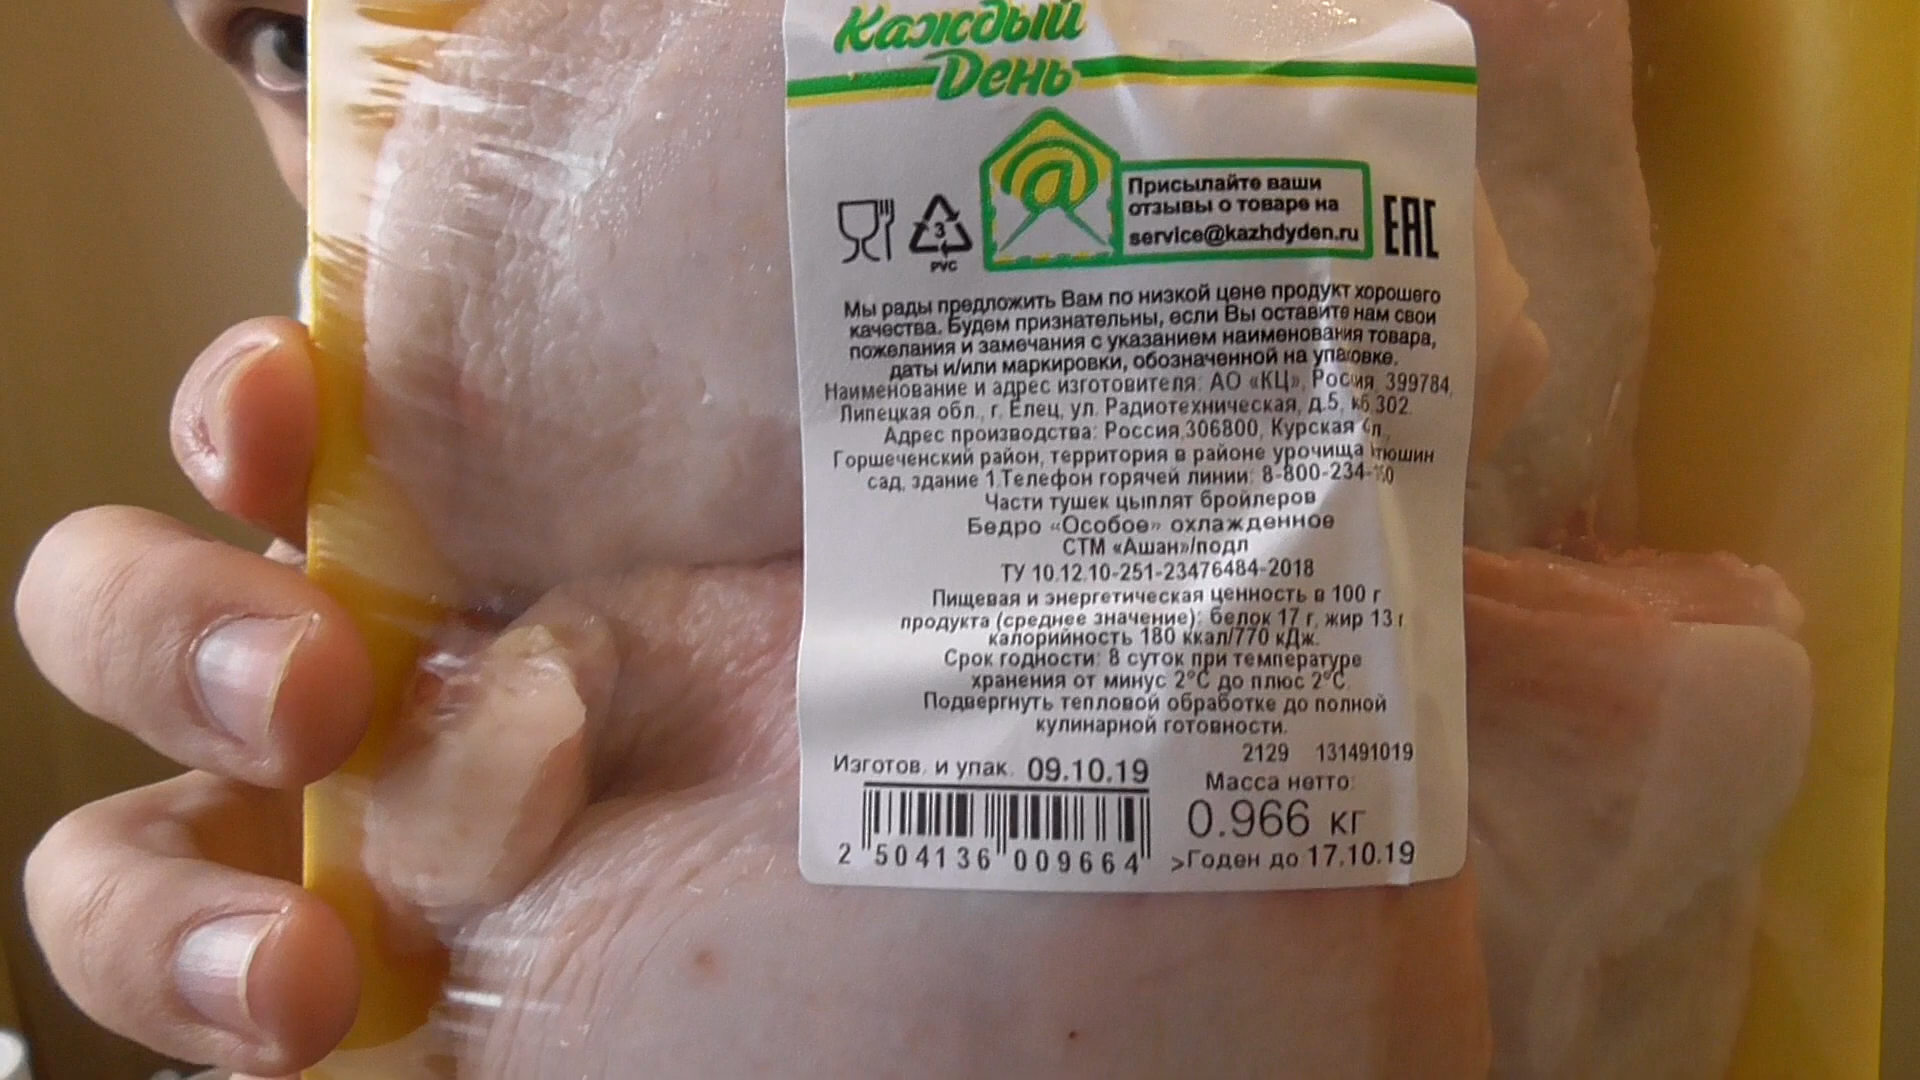 Каждый
День
Присылайте ваши
отзывы о товаре на
service@kazhdyden.ru
EAC
3
PVC
Мы рады предложить Вам по низкой цене продукт хорошего
качества. Будем признательны, если Вы оставите нам свои
пожелания и замечания с указанием наименования товара,
даты и/или маркировки, обозначенной на упаковке.
Наименование и адрес изготовителя: АО «КЦ», Россия, 399784,
Липецкая обл., г. Елец, ул. Радиотехническая, д.5, кб.302.
Адрес производства: Россия,306800, Курская
Горшеченский район, территория в районе урочища
сад, здание 1.Телефон горячей линии: 8-800-234-
Части тушек цыплят бройлеров
Бедро «Особое» охлажденное
СТМ «Ашан»/подл
ТУ 10.12.10-251-23476484-2018
Пищевая и энергетическая ценность в 100 г
продукта (среднее значение): белок 17 г, жир 13 г
калорийность 180 ккал/770 кДж.
Срок годности: 8 суток при температуре
хранения от минус 2°С до плюс 2°С.
Подвергнуть тепловой обработке до полной
кулинарной готовности.
2129 131491019
Изготов. и упак. 09.10.19
Масса нетто:
0.966 кг
2 504136 009664
>Годен до 17.10.19